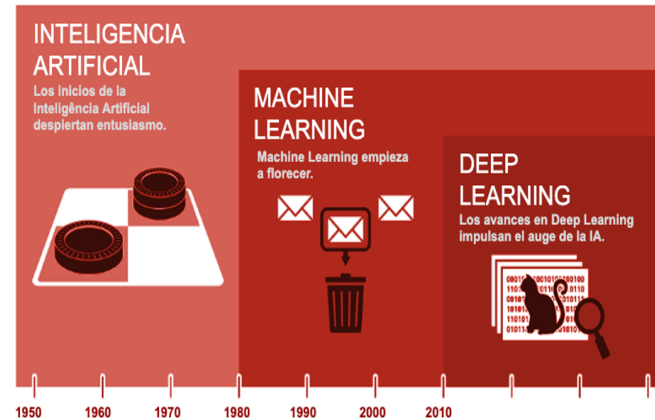 INTELIGENCIA
ARTIFICIAL
Los inicios de la
Inteligência Artificial
despiertan entusiasmo.
MACHINE
LEARNING
Machine Learning empieza
a florecer.
DEEP
LEARNING
Los avances en Deep Learning
impulsan el auge de la IA.
1950 1960 1970 1980 1990 2000 2010